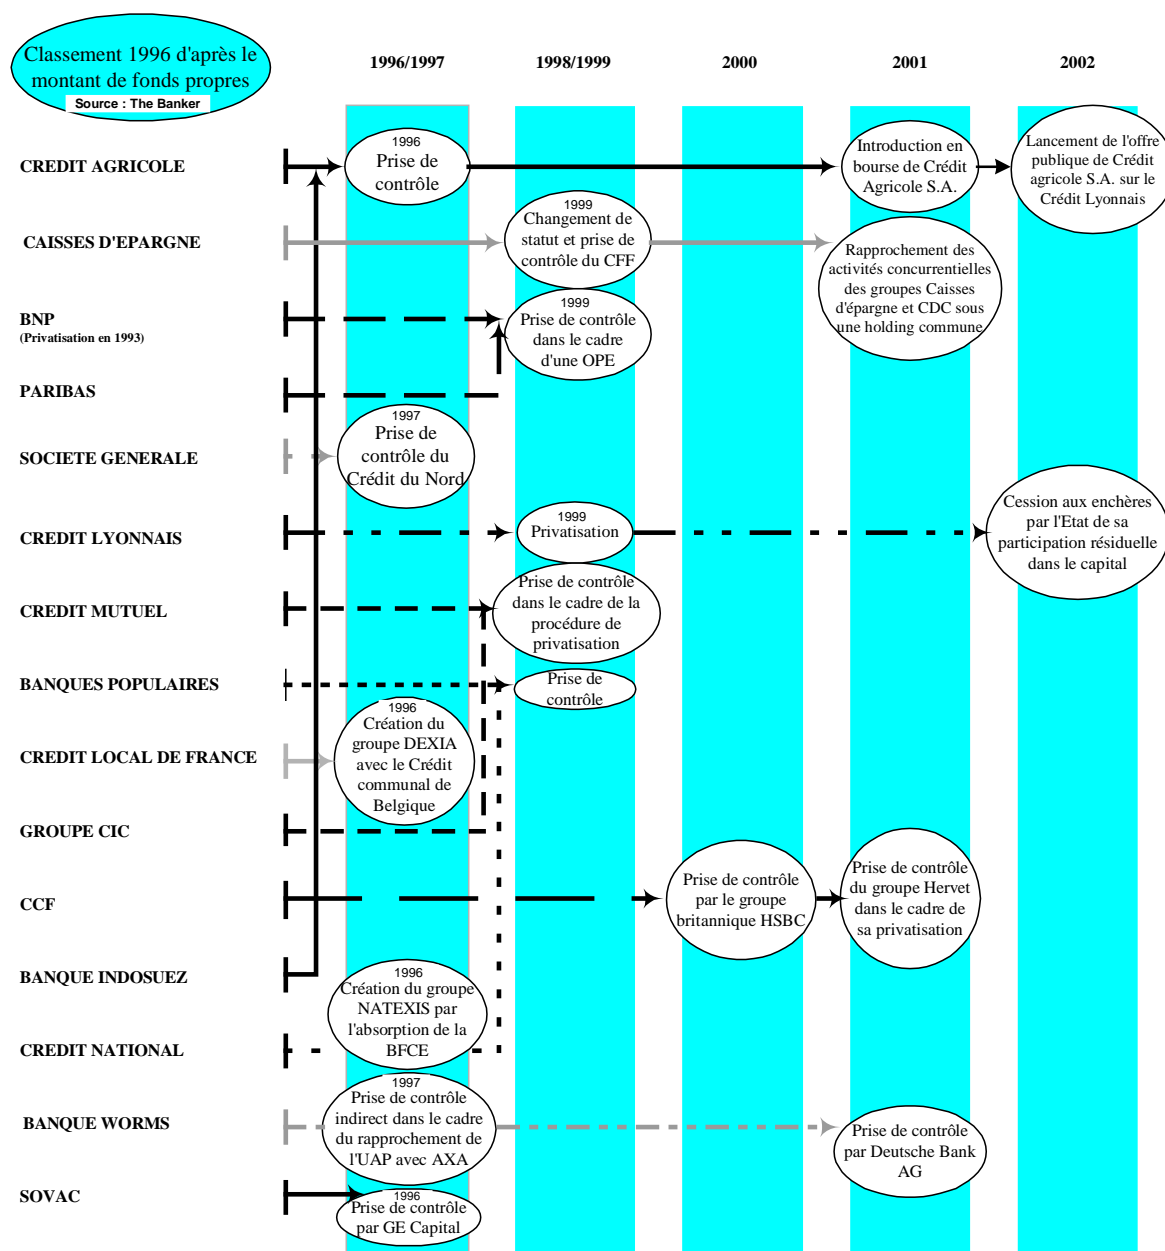 Classement 1996 d'après le
montant de fonds propres
Source : The Banker
1996/1997
1998/1999
2000
2001
2002
CREDIT AGRICOLE
1996
Prise de
contrôle
Introduction en
bourse de Crédit
Agricole S.A.
Lancement de l'offre
publique de Crédit
agricole S.A. sur le
Crédit Lyonnais
CAISSES D'EPARGNE
1999
Changement de
statut et prise de
contrôle du CFF
Rapprochement des
activités concurrentielles
des groupes Caisses
d'épargne et CDC sous
une holding commune
BNP
(Privatisation en 1993)
1999
Prise de contrôle
dans le cadre
d'une OPE
PARIBAS
SOCIETE GENERALE
1997
Prise de
contrôle du
Crédit du Nord
CREDIT LYONNAIS
1999
Privatisation
Cession aux enchères
par l'Etat de sa
participation résiduelle
dans le capital
CREDIT MUTUEL
Prise de contrôle
dans le cadre de la
procédure de
privatisation
BANQUES POPULAIRES
Prise de
contrôle
CREDIT LOCAL DE FRANCE
1996
Création du
groupe DEXIA
avec le Crédit
communal de
Belgique
GROUPE CIC
CCF
Prise de contrôle
par le groupe
britannique HSBC
Prise de contrôle
du groupe Hervet
dans le cadre de
sa privatisation
BANQUE INDOSUEZ
CREDIT NATIONAL
1996
Création du groupe
NATEXIS par
l'absorption de la
BFCE
BANQUE WORMS
1997
Prise de contrôle
indirect dans le cadre
du rapprochement de
l'UAP avec AXA
Prise de contrôle
par Deutsche Bank
AG
SOVAC
1996
Prise de contrôle
par GE Capital